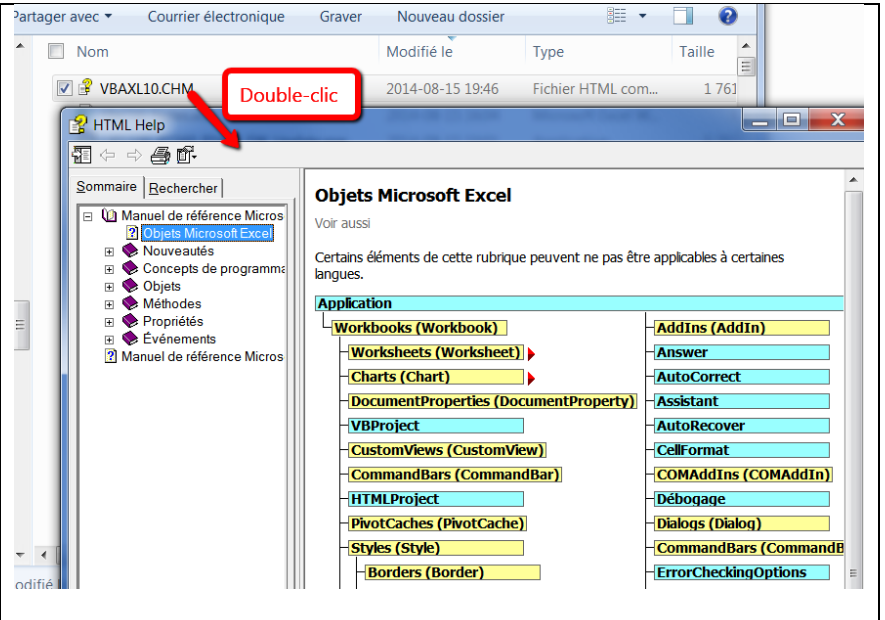 Partager avec Courrier électronique Graver Nouveau dossier
Nom Modifié le Type Taille
VBAXL10.CHM 2014-08-15 19:46 Fichier HTML com... 1 761
Double-clic
HTML Help
Sommaire Rechercher
Manuel de référence Micros
Objets Microsoft Excel
Nouveautés
Concepts de programma
Objets
Méthodes
Propriétés
Événements
Manuel de référence Micros
Objets Microsoft Excel
Voir aussi
Certains éléments de cette rubrique peuvent ne pas être applicables à certaines
langues.
Application
Workbooks (Workbook)
Worksheets (Worksheet)
Charts (Chart)
DocumentProperties (DocumentProperty)
VBProject
CustomViews (CustomView)
CommandBars (CommandBar)
HTMLProject
PivotCaches (PivotCache)
Styles (Style)
Borders (Border)
AddIns (AddIn)
Answer
AutoCorrect
Assistant
AutoRecover
CellFormat
COMAddIns (COMAddIn)
Débogage
Dialogs (Dialog)
CommandBars (CommandB
ErrorCheckingOptions
odifié